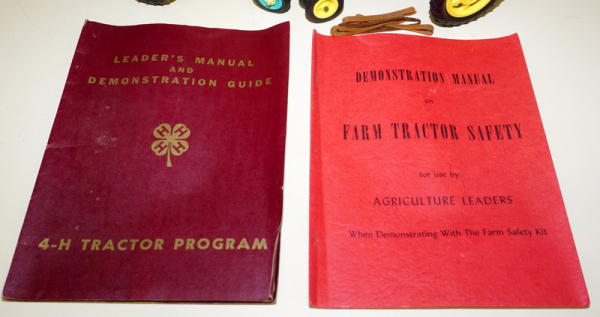 LEADER'S MANUAL
AND
DEMONSTRATION GUIDE
H H
H H
4-H TRACTOR PROGRAM
DEMONSTRATION MANUAL
on
FARM TRACTOR SAFETY
for use by
AGRICULTURE LEADERS
When Demonstrating With The Farm Safety Kit